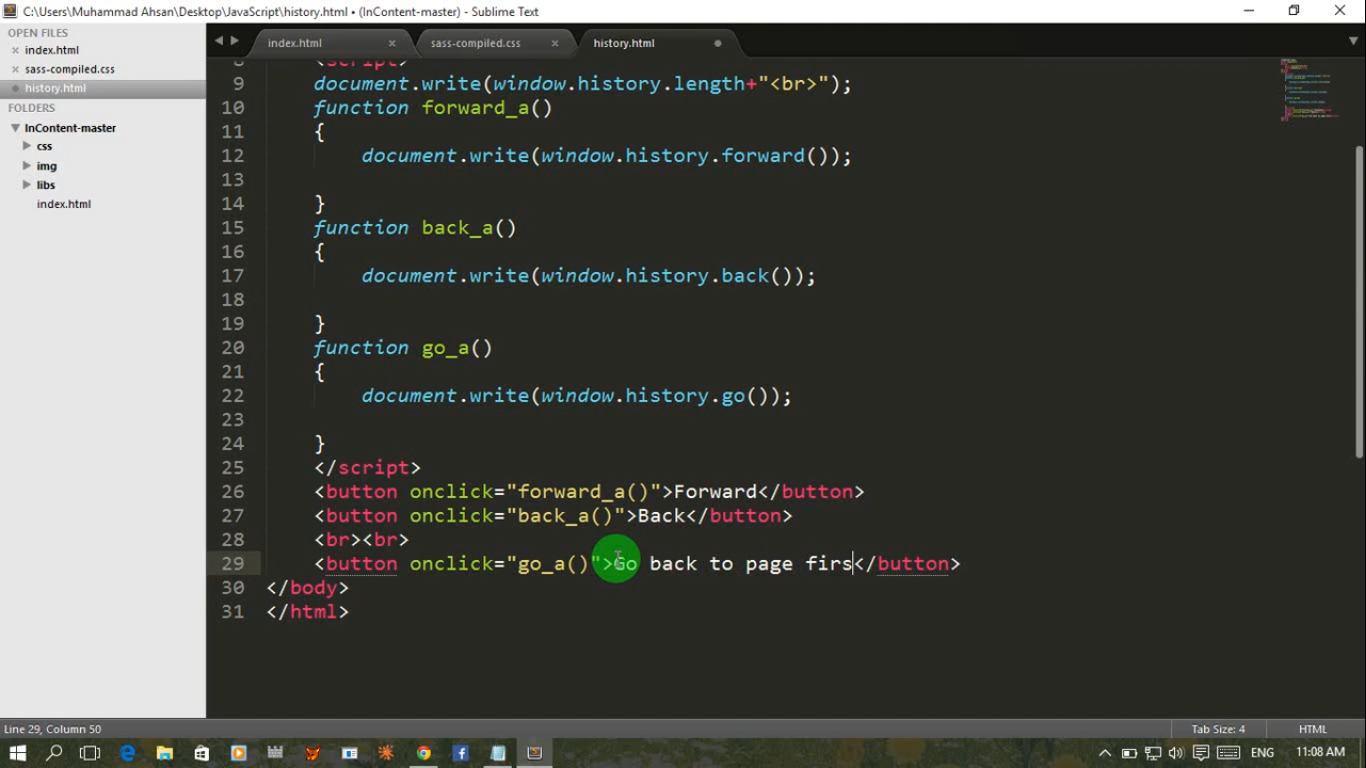 C:\Users\Muhammad Ahsan\Desktop\JavaScript\history.html • (InContent-master) - Sublime Text
OPEN FILES
index.html
sass-compiled.css
history.html
FOLDERS
InContent-master
css
img
libs
index.html
index.html sass-compiled.css history.html
8 <script>
9 document.write(window.history.length+"<br>");
10 function forward_a()
11 {
12 document.write(window.history.forward());
13
14 }
15 function back_a()
16 {
17 document.write(window.history.back());
18
19 }
20 function go_a()
21 {
22 document.write(window.history.go());
23
24 }
25 </script>
26 <button onclick="forward_a()">Forward</button>
27 <button onclick="back_a()">Back</button>
28 <br><br>
29 <button onclick="go_a()">Go back to page firs</button>
30 </body>
31 </html>
Line 29, Column 50 Tab Size: 4 HTML
ENG 11:08 AM